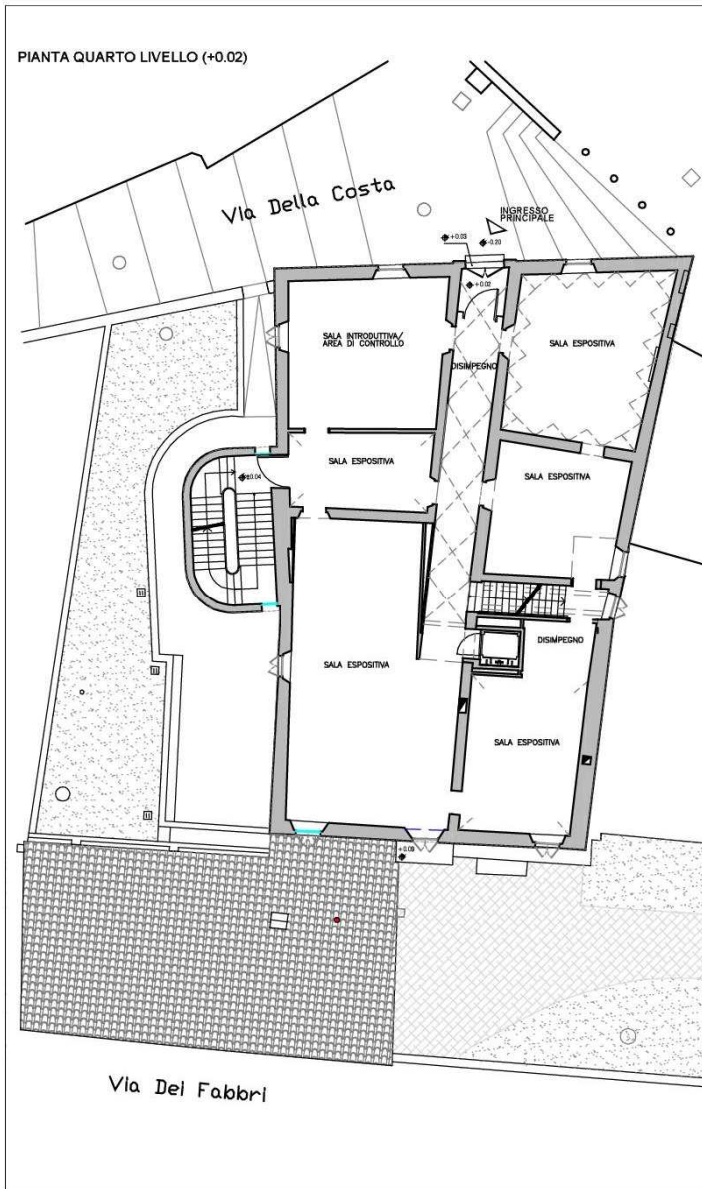 PIANTA QUARTO LIVELLO (+0.02)
Via Della Costa
INGRESSO
PRINCIPALE
+0.03
-0.20
+0.02
SALA INTRODUTTIVA/
AREA DI CONTROLLO
DISIMPEGNO
SALA ESPOSITIVA
SALA ESPOSITIVA
SALA ESPOSITIVA
±0.04
DISIMPEGNO
SALA ESPOSITIVA
SALA ESPOSITIVA
+0.09
Via Dei Fabbri